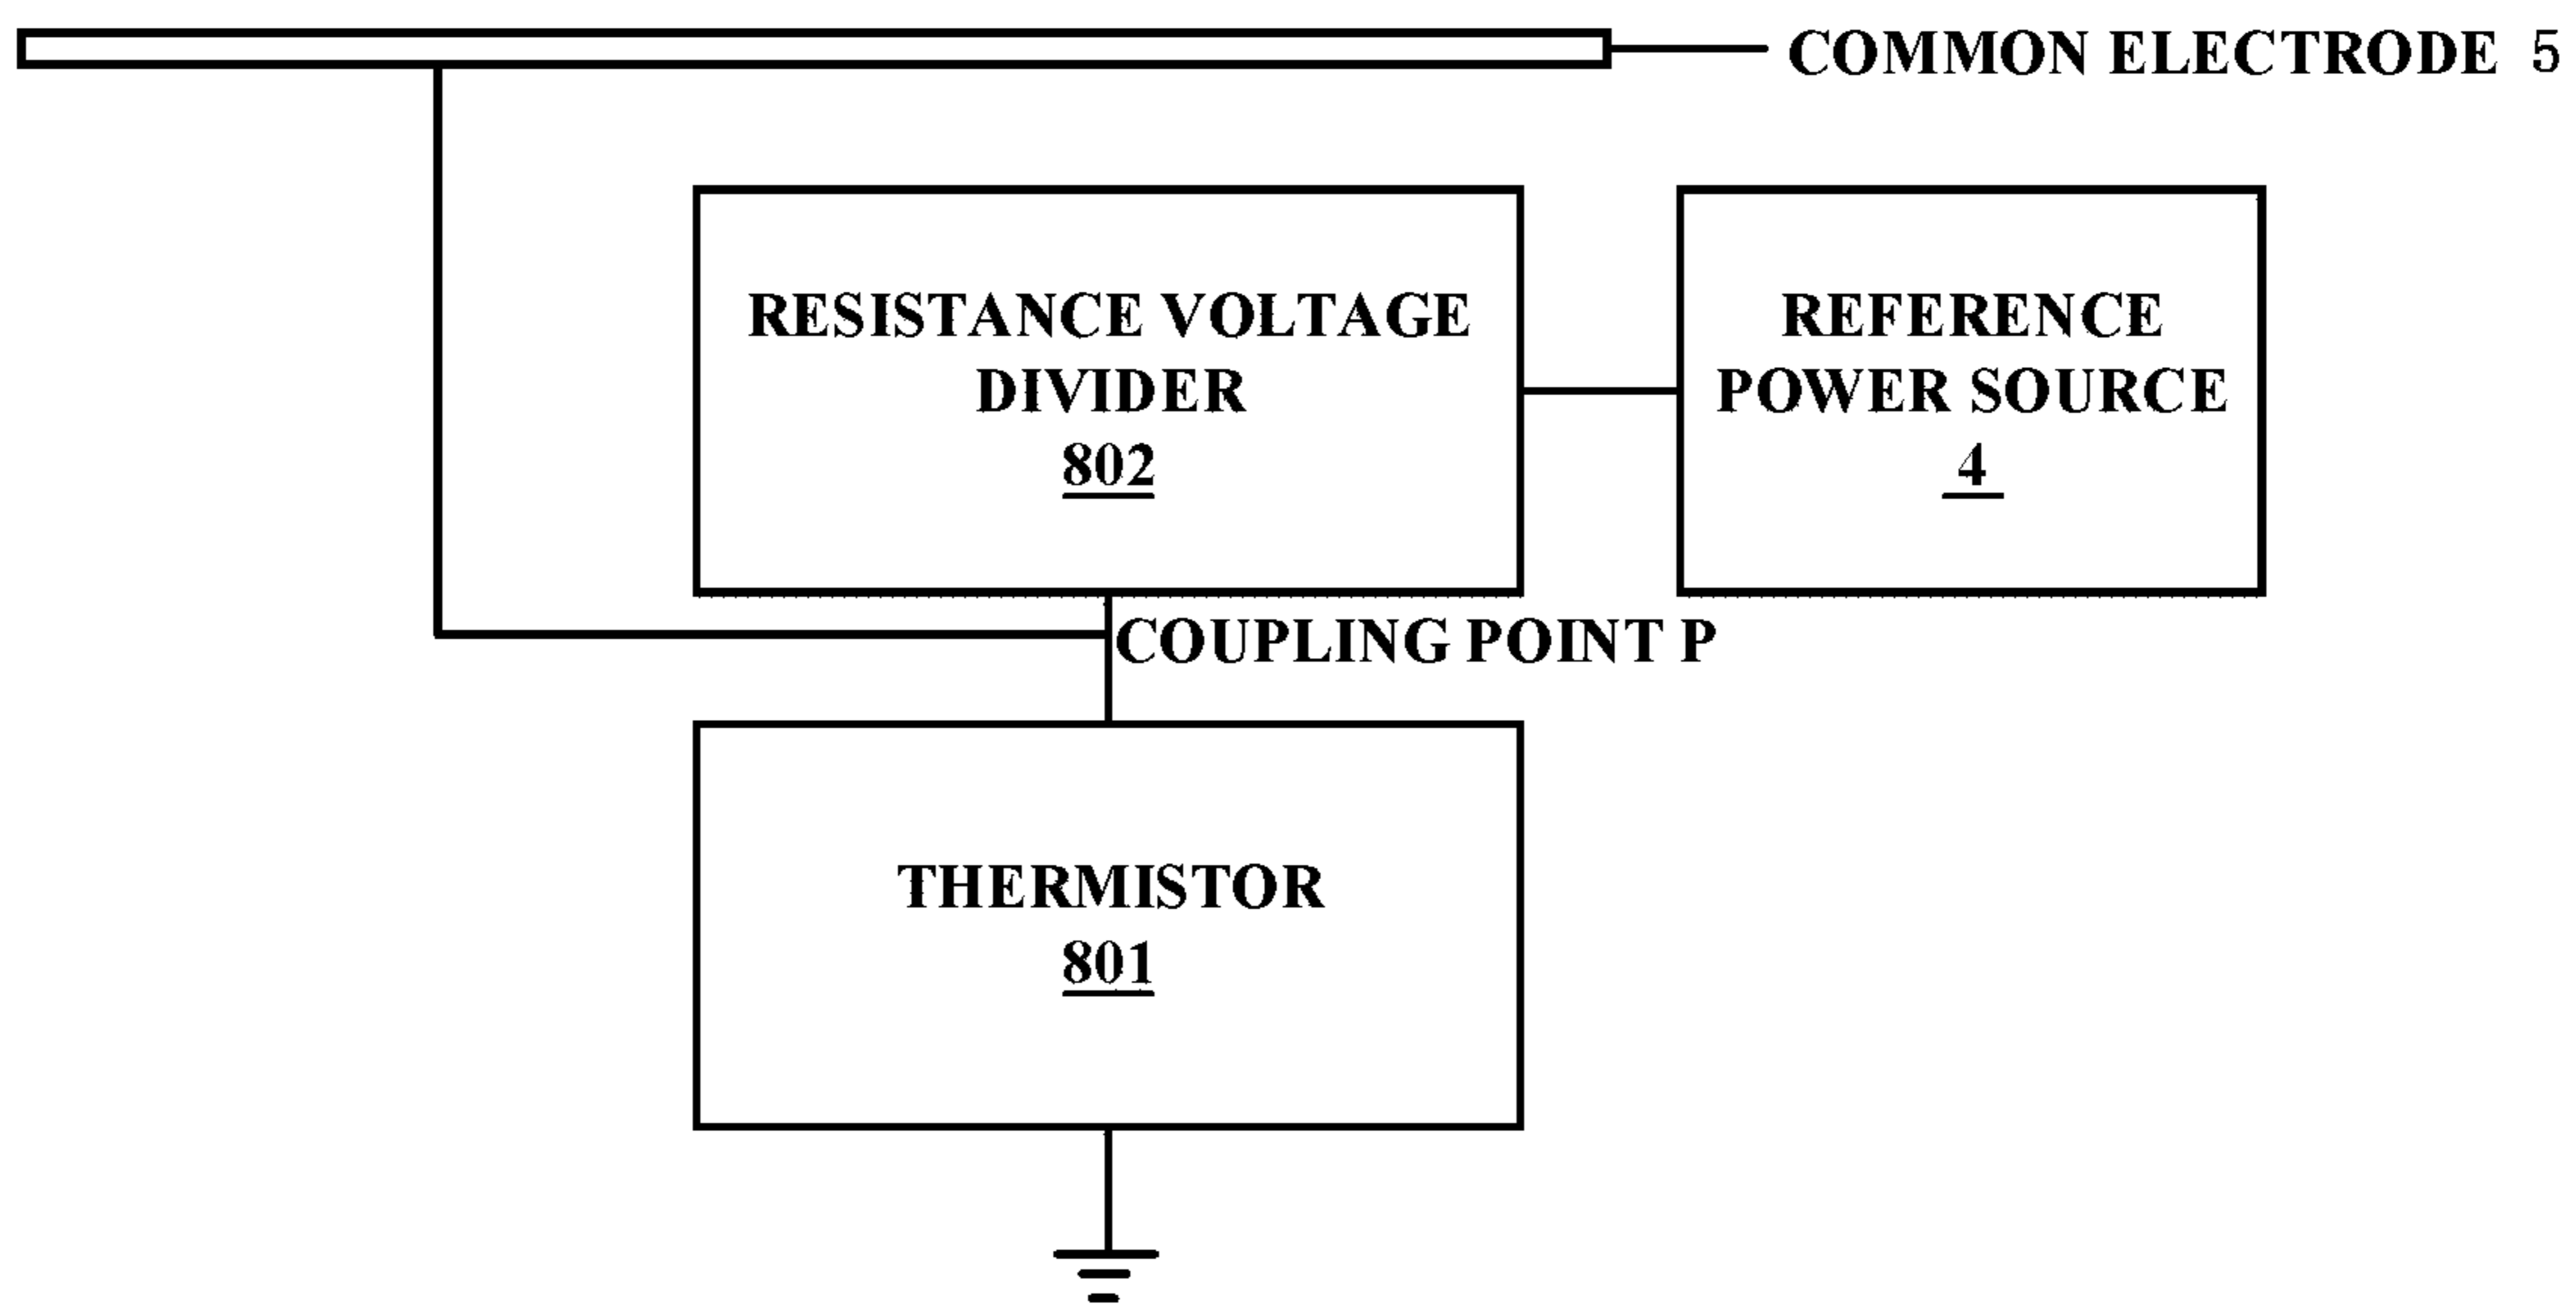 COMMON ELECTRODE 5
RESISTANCE VOLTAGE
DIVIDER
802
REFERENCE
POWER SOURCE
4
COUPLING POINT P
THERMISTOR
801